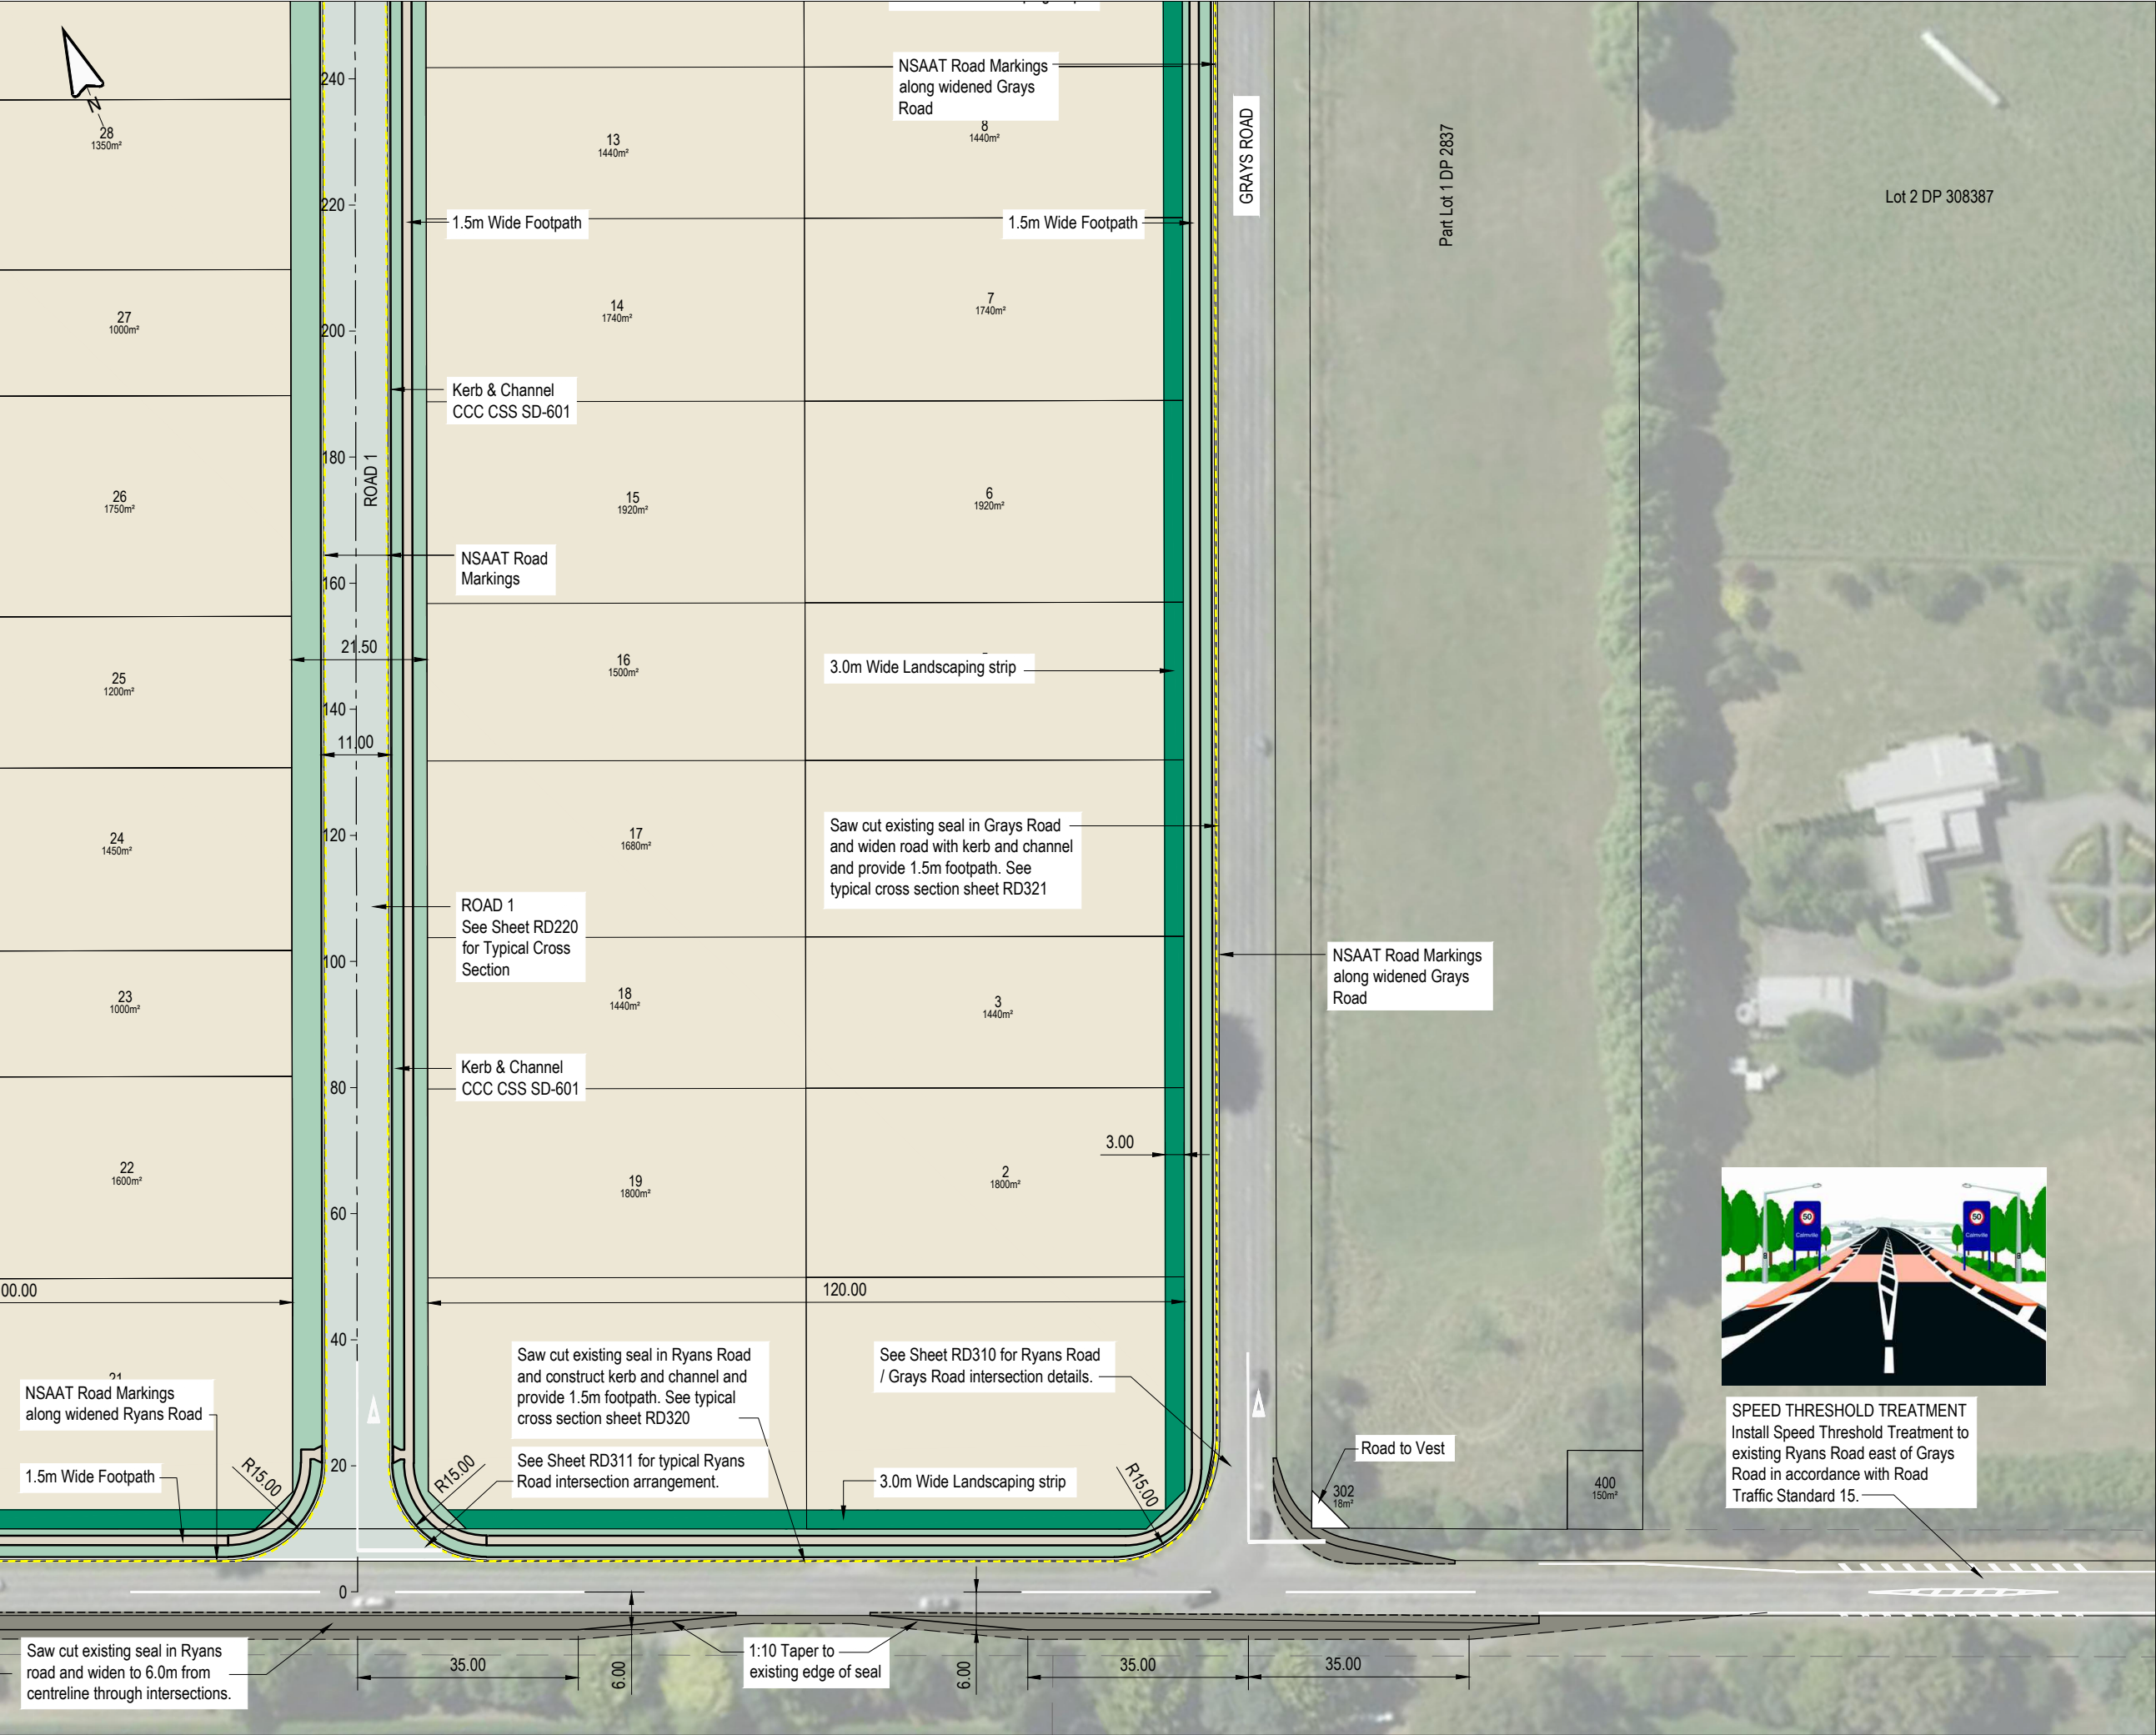 NSAAT Road Markings
along widened Grays
Road
N
240
28
1350m²
13
1440m²
8
1440m²
GRAYS ROAD
Part Lot 1 DP 2837
Lot 2 DP 308387
220
1.5m Wide Footpath
1.5m Wide Footpath
27
1000m²
200
14
1740m²
7
1740m²
Kerb & Channel
CCC CSS SD-601
180
ROAD 1
26
1750m²
15
1920m²
6
1920m²
NSAAT Road
Markings
160
21.50
16
1500m²
3.0m Wide Landscaping strip
25
1200m²
140
11.00
120
24
1450m²
17
1680m²
Saw cut existing seal in Grays Road
and widen road with kerb and channel
and provide 1.5m footpath. See
typical cross section sheet RD321
ROAD 1
See Sheet RD220
for Typical Cross
Section
100
NSAAT Road Markings
along widened Grays
Road
23
1000m²
18
1440m²
3
1440m²
Kerb & Channel
CCC CSS SD-601
80
3.00
22
1600m²
19
1800m²
2
1800m²
60
50
Calmville
50
Calmville
00.00
120.00
40
21
NSAAT Road Markings
along widened Ryans Road
Saw cut existing seal in Ryans Road
and construct kerb and channel and
provide 1.5m footpath. See typical
cross section sheet RD320
See Sheet RD310 for Ryans Road
/ Grays Road intersection details.
SPEED THRESHOLD TREATMENT
Install Speed Threshold Treatment to
existing Ryans Road east of Grays
Road in accordance with Road
Traffic Standard 15.
Road to Vest
1.5m Wide Footpath
R15.00
20
R15.00
See Sheet RD311 for typical Ryans
Road intersection arrangement.
3.0m Wide Landscaping strip
R15.00
302
18m²
400
150m²
0
Saw cut existing seal in Ryans
road and widen to 6.0m from
centreline through intersections.
35.00
6.00
1:10 Taper to
existing edge of seal
6.00
35.00
35.00